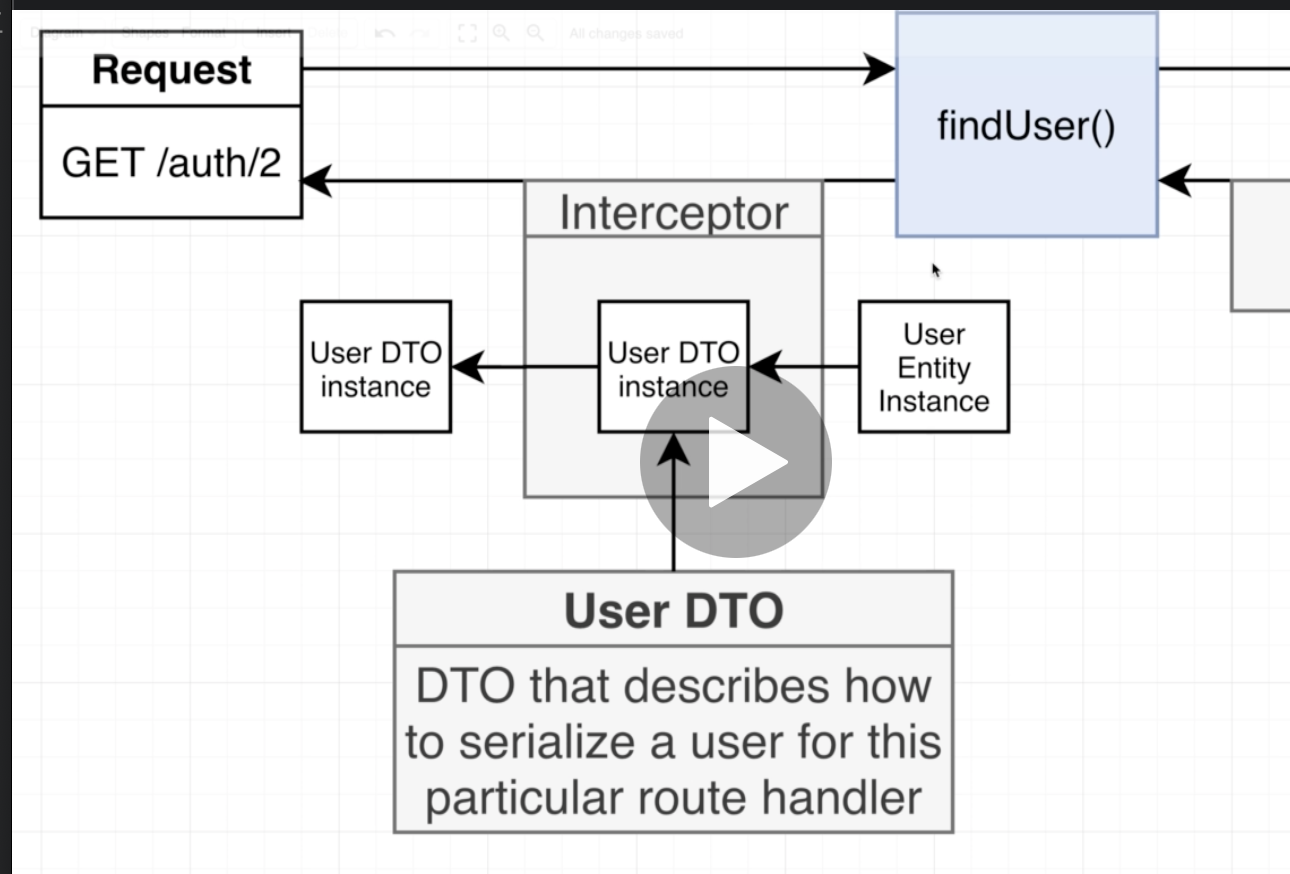 Diagram Shapes Format Insert Delete All changes saved
Request
GET /auth/2
findUser()
Interceptor
User DTO
instance
User DTO
instance
User
Entity
Instance
User DTO
DTO that describes how
to serialize a user for this
particular route handler